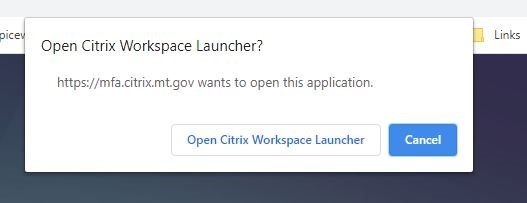 Links
Open Citrix Workspace Launcher?
https://mfa.citrix.mt.gov wants to open this application.
Open Citrix Workspace Launcher
Cancel